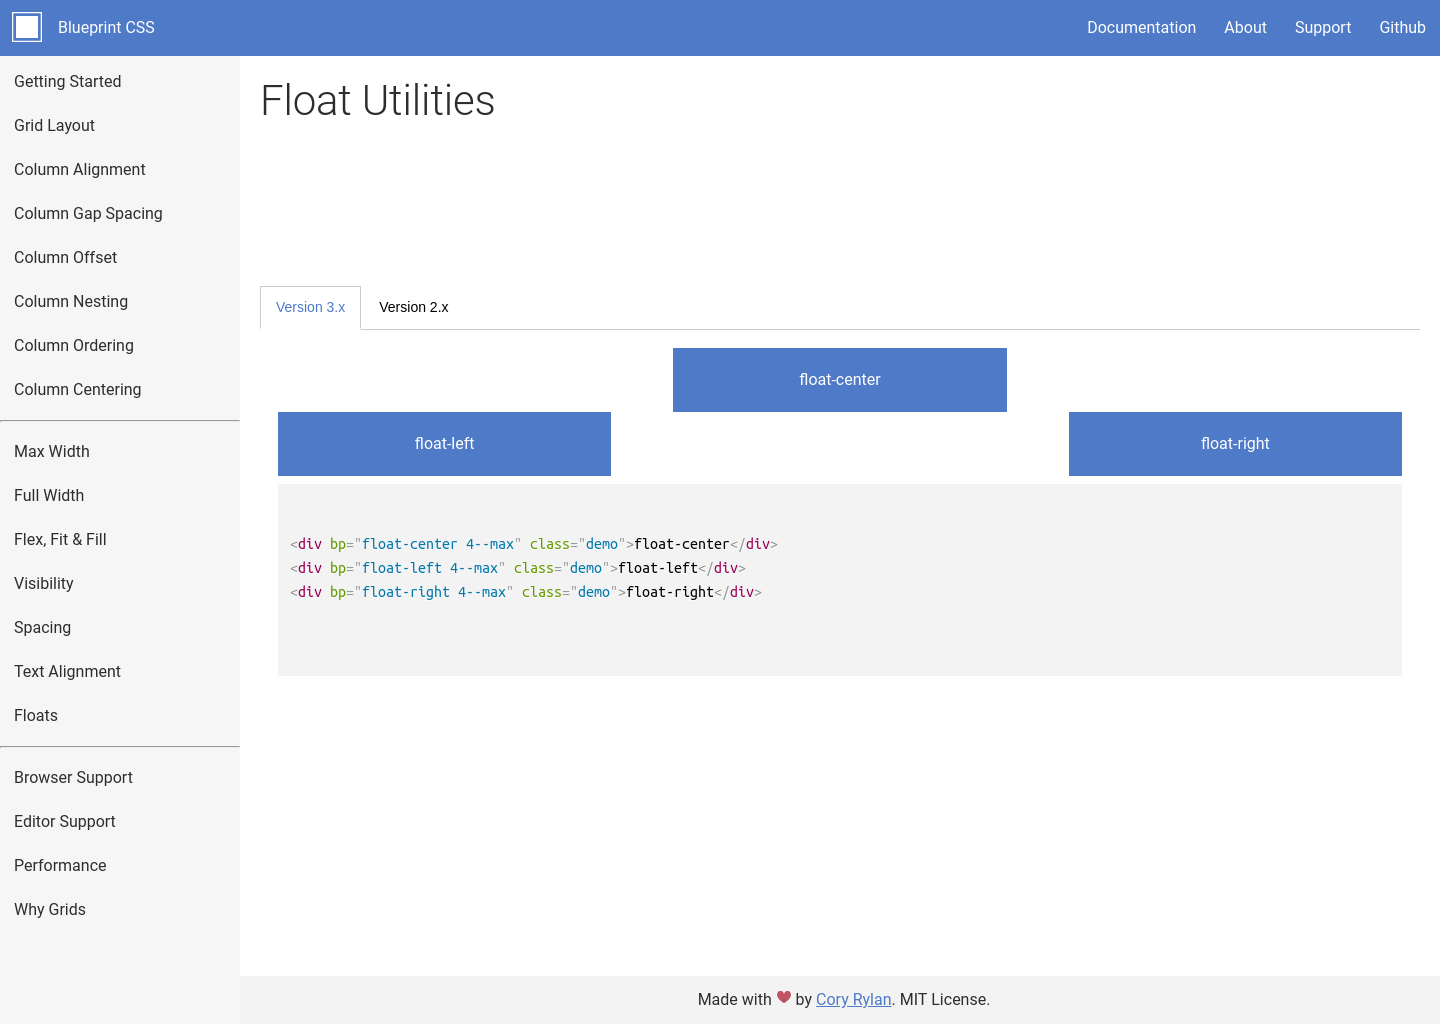 Blueprint CSS
Documentation
About
Support
Github
Getting Started
Grid Layout
Column Alignment
Column Gap Spacing
Column Offset
Column Nesting
Column Ordering
Column Centering
Max Width
Full Width
Flex, Fit & Fill
Visibility
Spacing
Text Alignment
Floats
Browser Support
Editor Support
Performance
Why Grids
Float Utilities
Version 3.x
Version 2.x
float-center
float-left
float-right
<div bp="float-center 4--max" class="demo">float-center</div>
<div bp="float-left 4--max" class="demo">float-left</div>
<div bp="float-right 4--max" class="demo">float-right</div>
Made with ❤ by Cory Rylan. MIT License.